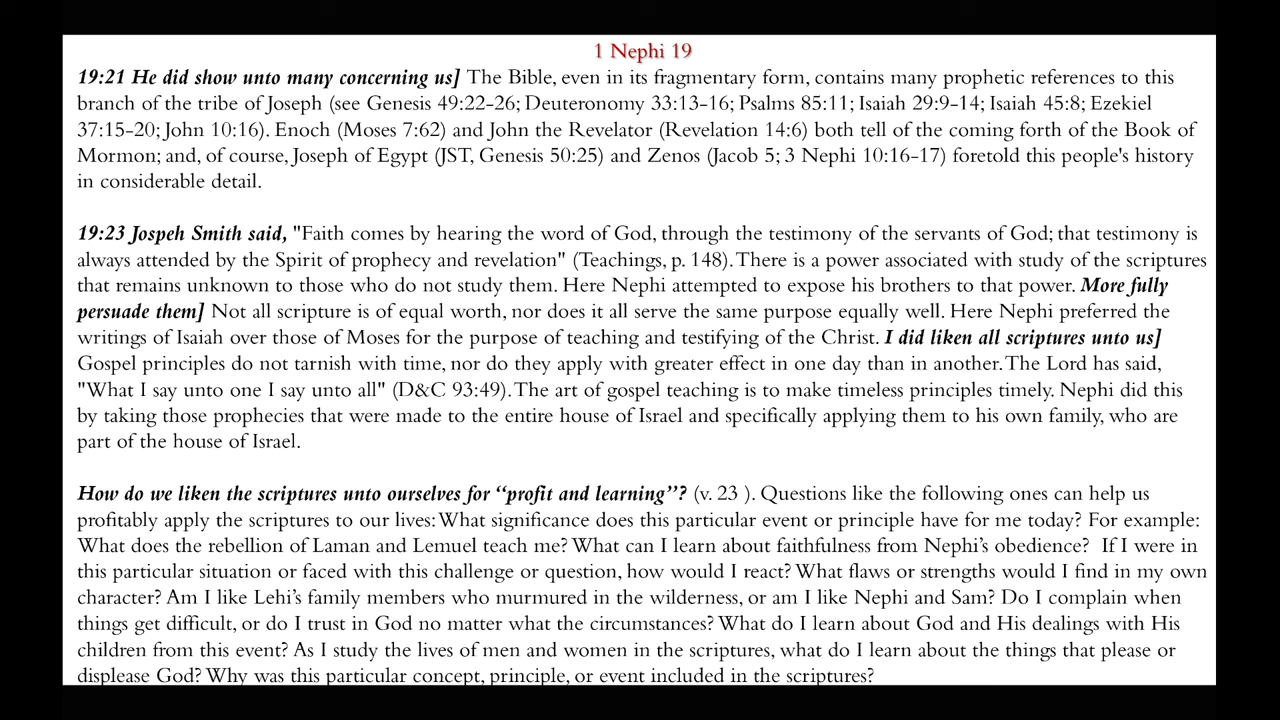 1 Nephi 19
19:21 He did show unto many concerning us] The Bible, even in its fragmentary form, contains many prophetic references to this
branch of the tribe of Joseph (see Genesis 49:22-26; Deuteronomy 33:13-16; Psalms 85:11; Isaiah 29:9-14; Isaiah 45:8; Ezekiel
37:15-20; John 10:16). Enoch (Moses 7:62) and John the Revelator (Revelation 14:6) both tell of the coming forth of the Book of
Mormon; and, of course, Joseph of Egypt (JST, Genesis 50:25) and Zenos (Jacob 5; 3 Nephi 10:16-17) foretold this people's history
in considerable detail.
19:23 Jospeh Smith said, "Faith comes by hearing the word of God, through the testimony of the servants of God; that testimony is
always attended by the Spirit of prophecy and revelation" (Teachings, p. 148). There is a power associated with study of the scriptures
that remains unknown to those who do not study them. Here Nephi attempted to expose his brothers to that power. More fully
persuade them] Not all scripture is of equal worth, nor does it all serve the same purpose equally well. Here Nephi preferred the
writings of Isaiah over those of Moses for the purpose of teaching and testifying of the Christ. I did liken all scriptures unto us]
Gospel principles do not tarnish with time, nor do they apply with greater effect in one day than in another. The Lord has said,
"What I say unto one I say unto all" (D&C 93:49). The art of gospel teaching is to make timeless principles timely. Nephi did this
by taking those prophecies that were made to the entire house of Israel and specifically applying them to his own family, who are
part of the house of Israel.
How do we liken the scriptures unto ourselves for “profit and learning”? (v. 23 ). Questions like the following ones can help us
profitably apply the scriptures to our lives: What significance does this particular event or principle have for me today? For example:
What does the rebellion of Laman and Lemuel teach me? What can I learn about faithfulness from Nephi’s obedience?  If I were in
this particular situation or faced with this challenge or question, how would I react? What flaws or strengths would I find in my own
character? Am I like Lehi’s family members who murmured in the wilderness, or am I like Nephi and Sam? Do I complain when
things get difficult, or do I trust in God no matter what the circumstances? What do I learn about God and His dealings with His
children from this event? As I study the lives of men and women in the scriptures, what do I learn about the things that please or
displease God? Why was this particular concept, principle, or event included in the scriptures?